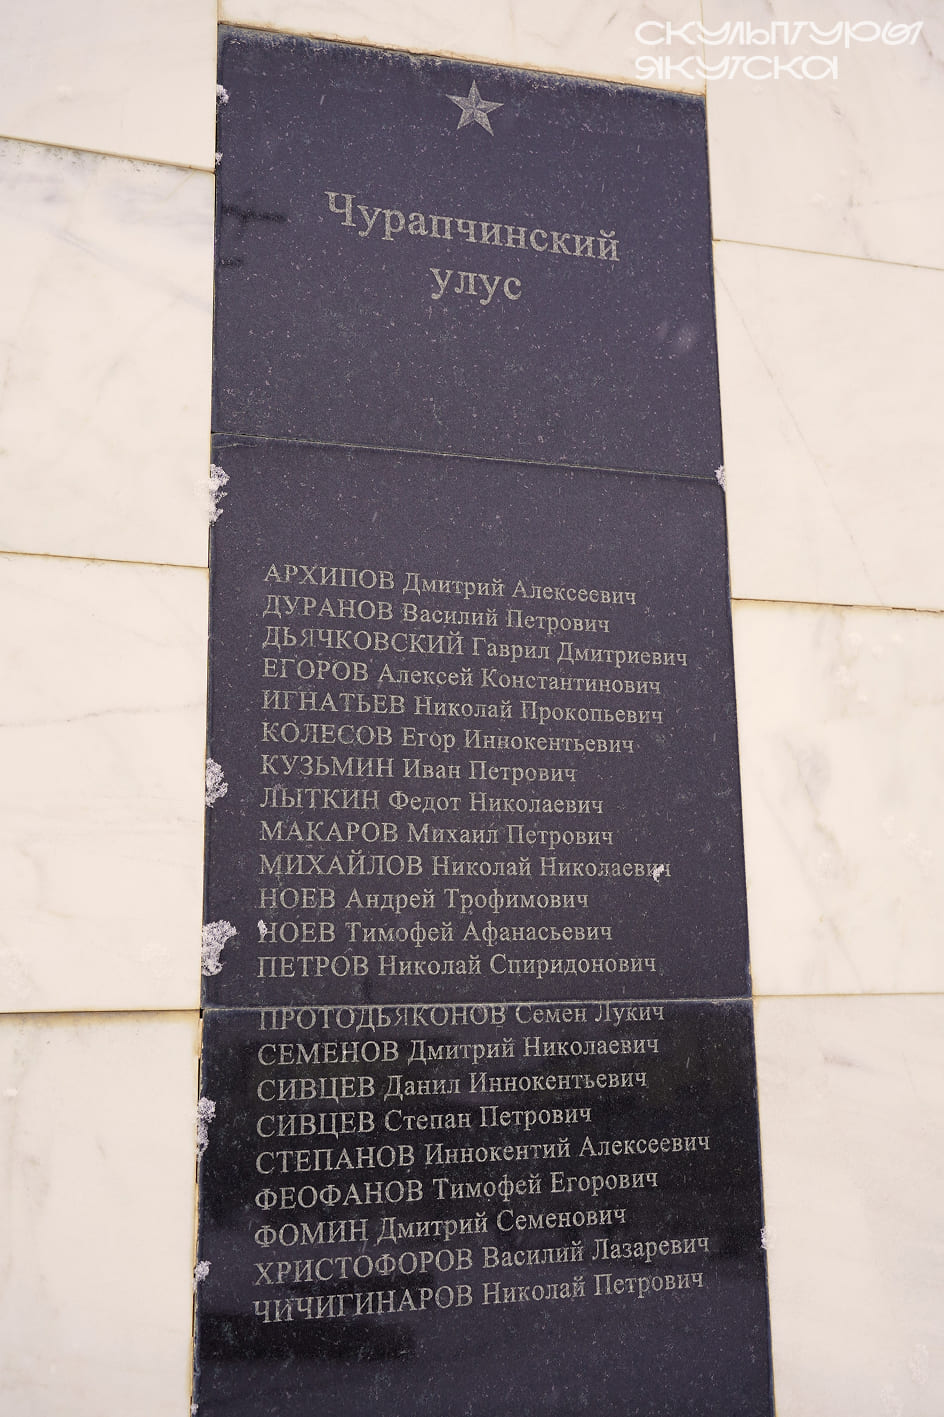 СКУЛЬПТУРЫ
ЯКУТСКА
Чурапчинский
улус
АРХИПОВ Дмитрий Алексеевич
ДУРАНОВ Василий Петрович
ДЬЯЧКОВСКИЙ Гаврил Дмитриевич
ЕГОРОВ Алексей Константинович
ИГНАТЬЕВ Николай Прокопьевич
КОЛЕСОВ Егор Иннокентьевич
КУЗЬМИН Иван Петрович
ЛЫТКИН Федот Николаевич
МАКАРОВ Михаил Петрович
МИХАЙЛОВ Николай Николаевич
НОЕВ Андрей Трофимович
НОЕВ Тимофей Афанасьевич
ПЕТРОВ Николай Спиридонович
ПРОТОДЬЯКОНОВ Семен Лукич
СЕМЕНОВ Дмитрий Николаевич
СИВЦЕВ Данил Иннокентьевич
СИВЦЕВ Степан Петрович
СТЕПАНОВ Иннокентий Алексеевич
ФЕОФАНОВ Тимофей Егорович
ФОМИН Дмитрий Семенович
ХРИСТОФОРОВ Василий Лазаревич
ЧИЧИГИНАРОВ Николай Петрович